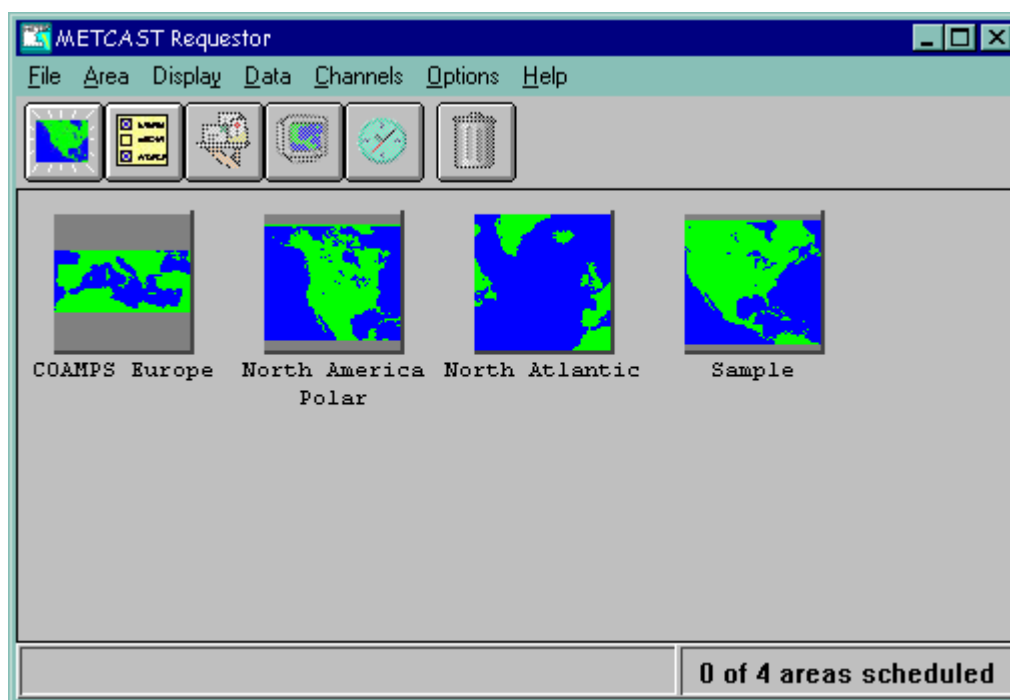 METCAST Requestor
File Area Display Data Channels Options Help
COAMPS Europe
North America
Polar
North Atlantic
Sample
0 of 4 areas scheduled